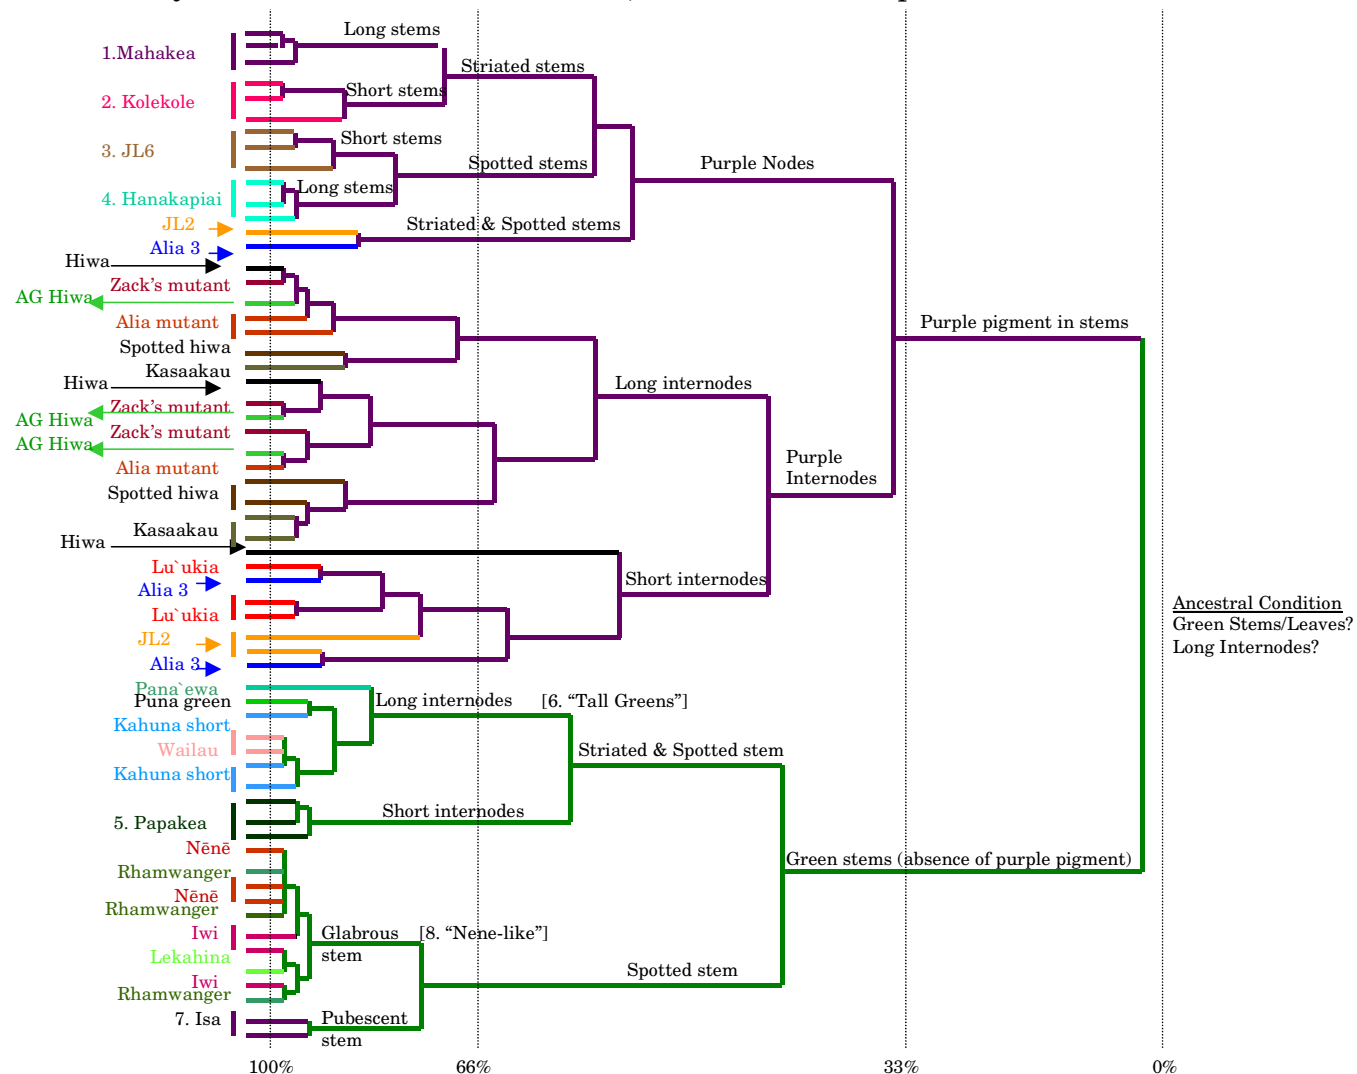 Long stems
1.Mahakea
Striated stems
2. Kolekole
Short stems
3. JL6
Short stems
Spotted stems
Purple Nodes
4. Hanakapiai
Long stems
JL2
Striated & Spotted stems
Alia 3
Hiwa
Zack's mutant
AG Hiwa
Alia mutant
Purple pigment in stems
Spotted hiwa
Kasaakau
Hiwa
Long internodes
Zack's mutant
AG Hiwa
Zack's mutant
AG Hiwa
Alia mutant
Purple
Internodes
Spotted hiwa
Kasaakau
Hiwa
Lu`ukia
Short internodes
Alia 3
Lu`ukia
JL2
Alia 3
Ancestral Condition
Green Stems/Leaves?
Long Internodes?
Pana`ewa
Puna green
Long internodes
[6. “Tall Greens”]
Kahuna short
Wailau
Striated & Spotted stem
Kahuna short
5. Papakea
Short internodes
Nēnē
Green stems (absence of purple pigment)
Rhamwanger
Nēnē
Rhamwanger
Iwi
Glabrous
stem
[8. “Nene-like”]
Lekahina
Spotted stem
Iwi
Rhamwanger
7. Isa
Pubescent
stem
100%
66%
33%
0%